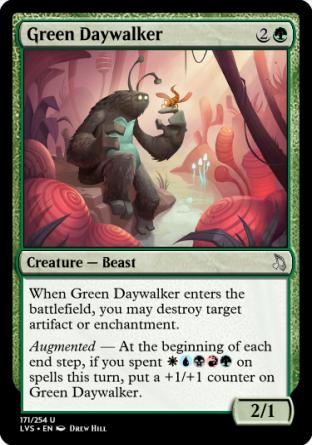 Green Daywalker 2
Creature — Beast
When Green Daywalker enters the
battlefield, you may destroy target
artifact or enchantment.
Augmented — At the beginning of each
end step, if you spent on
spells this turn, put a +1/+1 counter on
Green Daywalker.
2/1
171/254 U
LVS • EN Drew Hill